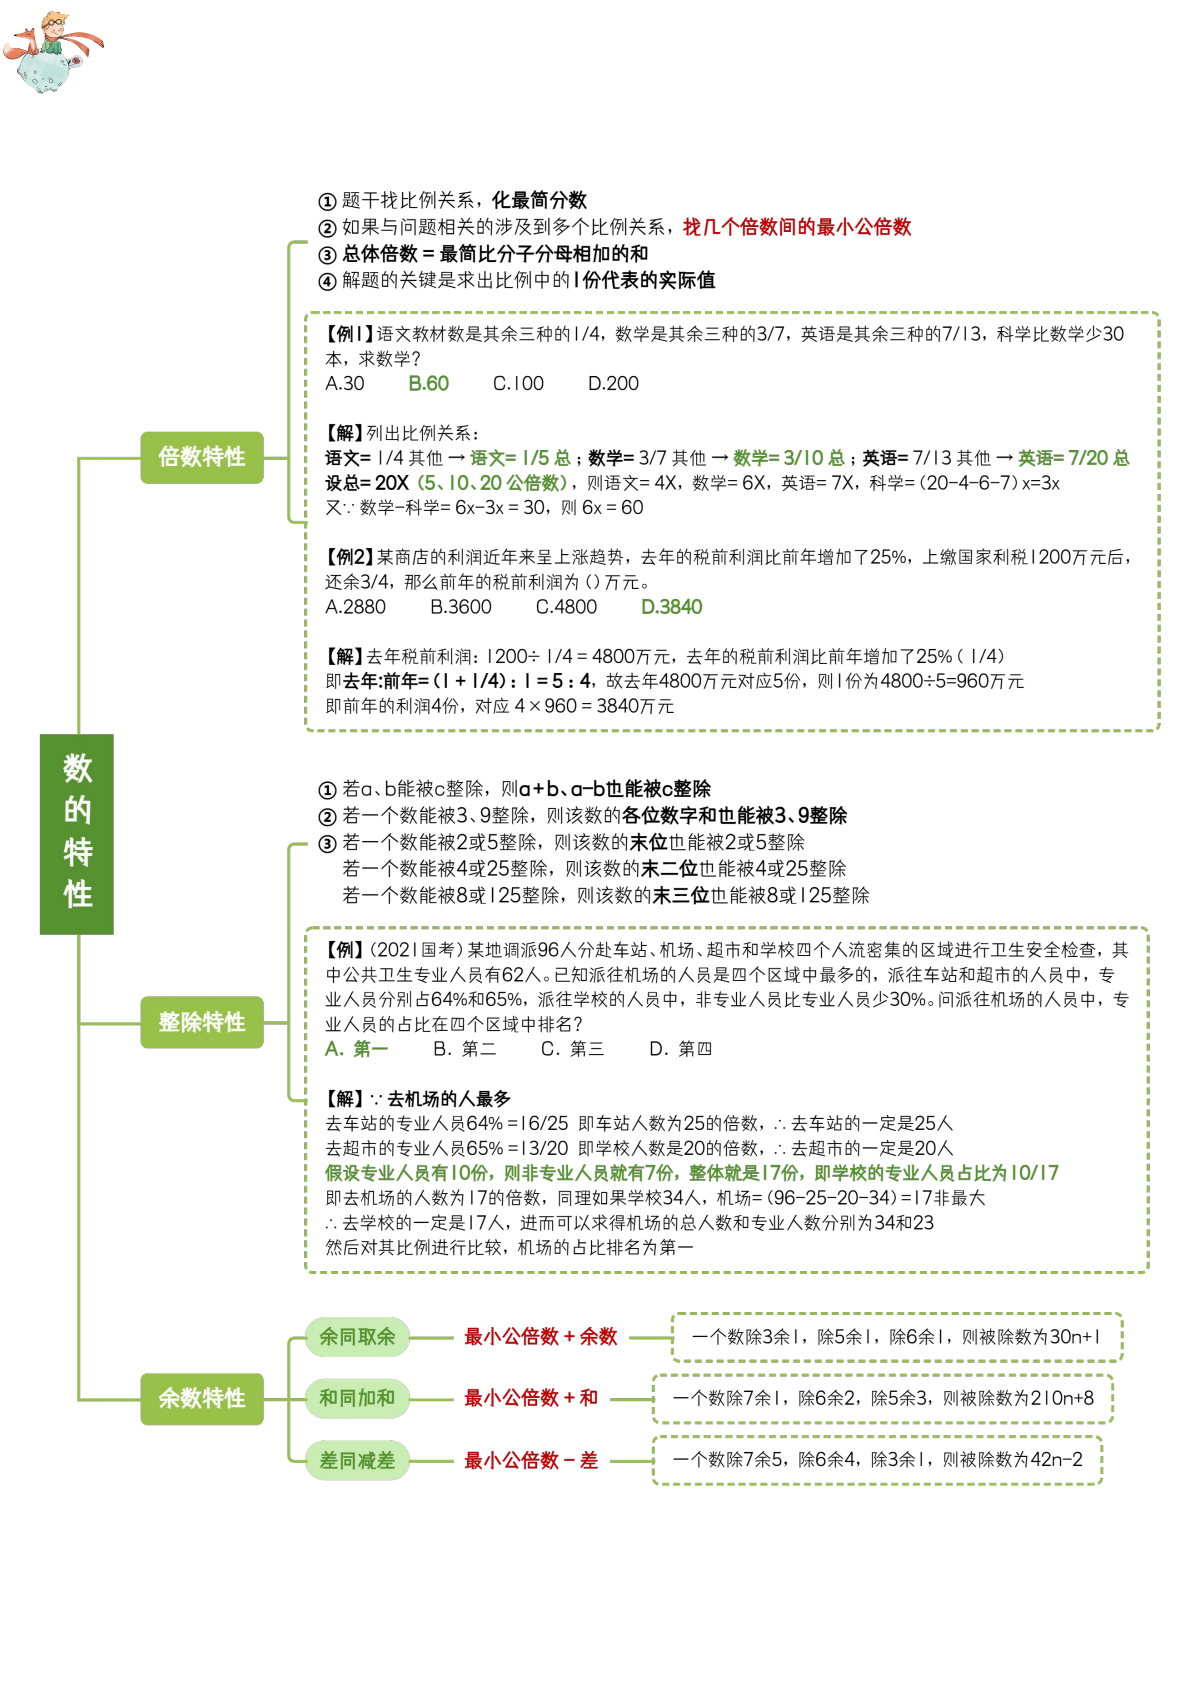 ① 题干找比例关系，化最简分数
② 如果与问题相关的涉及到多个比例关系，找几个倍数间的最小公倍数
③ 总体倍数 = 最简比分子分母相加的和
④ 解题的关键是求出比例中的1份代表的实际值
【例1】语文教材数是其余三种的1/4，数学是其余三种的3/7，英语是其余三种的7/13，科学比数学少30
本，求数学？
A.30 B.60 C.100 D.200
【解】列出比例关系：
语文= 1/4 其他 → 语文= 1/5 总；数学= 3/7 其他 → 数学= 3/10 总；英语= 7/13 其他 → 英语= 7/20 总
设总= 20X（5、10、20 公倍数），则语文= 4X，数学= 6X，英语= 7X，科学=（20-4-6-7）x=3x
又∵ 数学-科学= 6x-3x = 30，则 6x = 60
【例2】某商店的利润近年来呈上涨趋势，去年的税前利润比前年增加了25%，上缴国家利税1200万元后，
还余3/4，那么前年的税前利润为（）万元。
A.2880 B.3600 C.4800 D.3840
【解】去年税前利润：1200÷ 1/4 = 4800万元，去年的税前利润比前年增加了25%（ 1/4）
即去年:前年=（1 + 1/4）: 1 = 5 : 4，故去年4800万元对应5份，则1份为4800÷5=960万元
即前年的利润4份，对应 4 × 960 = 3840万元
倍数特性
数的特性
① 若a、b能被c整除，则a+b、a-b也能被c整除
② 若一个数能被3、9整除，则该数的各位数字和也能被3、9整除
③ 若一个数能被2或5整除，则该数的末位也能被2或5整除
若一个数能被4或25整除，则该数的末二位也能被4或25整除
若一个数能被8或125整除，则该数的末三位也能被8或125整除
【例】（2021国考）某地调派96人分赴车站、机场、超市和学校四个人流密集的区域进行卫生安全检查，其
中公共卫生专业人员有62人。已知派往机场的人员是四个区域中最多的，派往车站和超市的人员中，专
业人员分别占64%和65%，派往学校的人员中，非专业人员比专业人员少30%。问派往机场的人员中，专
业人员的占比在四个区域中排名？
A. 第一 B. 第二 C. 第三 D. 第四
【解】∵ 去机场的人最多
去车站的专业人员64% =16/25 即车站人数为25的倍数，∴ 去车站的一定是25人
去超市的专业人员65% =13/20 即学校人数是20的倍数，∴ 去超市的一定是20人
假设专业人员有10份，则非专业人员就有7份，整体就是17份，即学校的专业人员占比为10/17
即去机场的人数为17的倍数，同理如果学校34人，机场=（96-25-20-34）=17非最大
∴ 去学校的一定是17人，进而可以求得机场的总人数和专业人数分别为34和23
然后对其比例进行比较，机场的占比排名为第一
整除特性
余数特性
余同取余 最小公倍数 + 余数 一个数除3余1，除5余1，除6余1，则被除数为30n+1
和同加和 最小公倍数 + 和 一个数除7余1，除6余2，除5余3，则被除数为210n+8
差同减差 最小公倍数 - 差 一个数除7余5，除6余4，除3余1，则被除数为42n-2